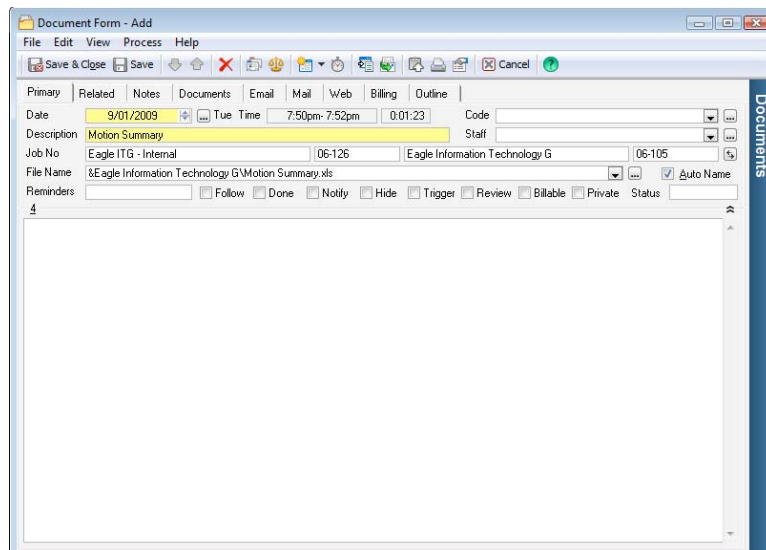 Document Form - Add
File Edit View Process Help
Save & Close Save Cancel
Primary Related Notes Documents Email Mail Web Billing Outline
Date 9/01/2009 ... Tue Time 7:50pm- 7:52pm 0:01:23 Code ...
Description Motion Summary Staff ...
Job No Eagle ITG - Internal 06-126 Eagle Information Technology G 06-105
File Name &Eagle Information Technology G\Motion Summary.xls ... Auto Name
Reminders Follow Done Notify Hide Trigger Review Billable Private Status
4
Documents